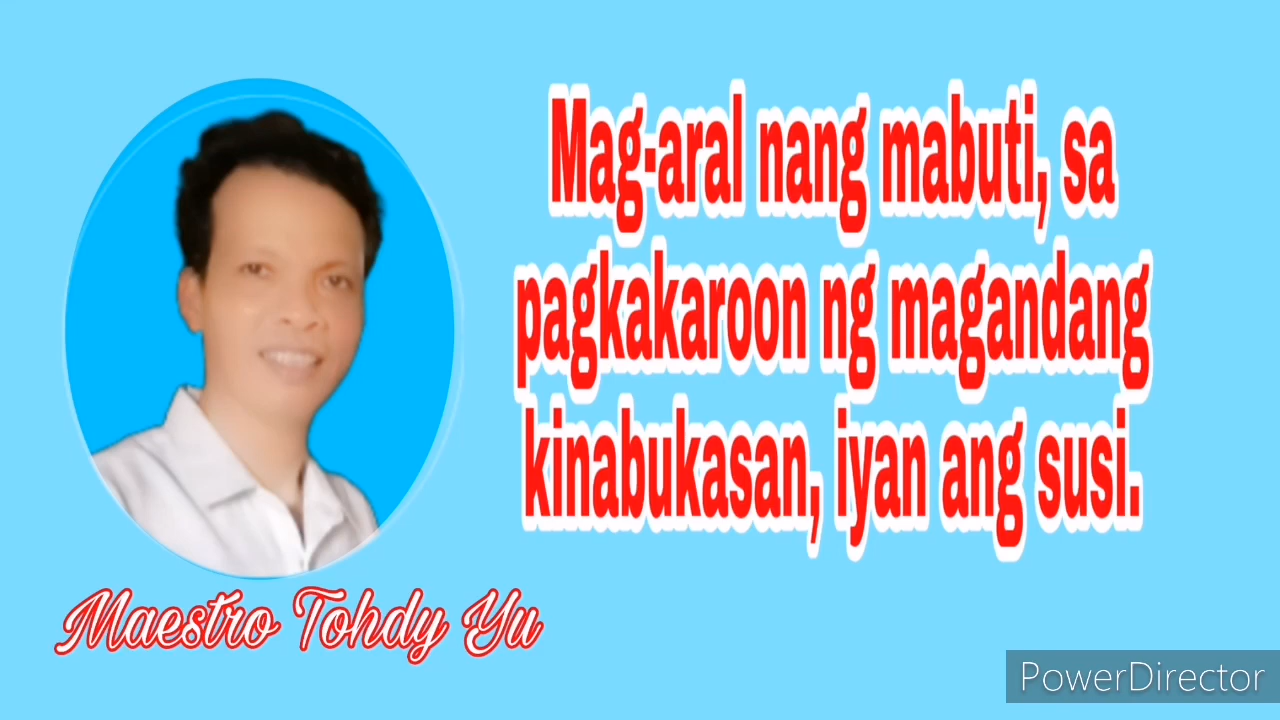 Mag-aral nang mabuti, sa
pagkakaroon ng magandang
kinabukasan, iyan ang susi.
Maestro Tohdy Yu
PowerDirector